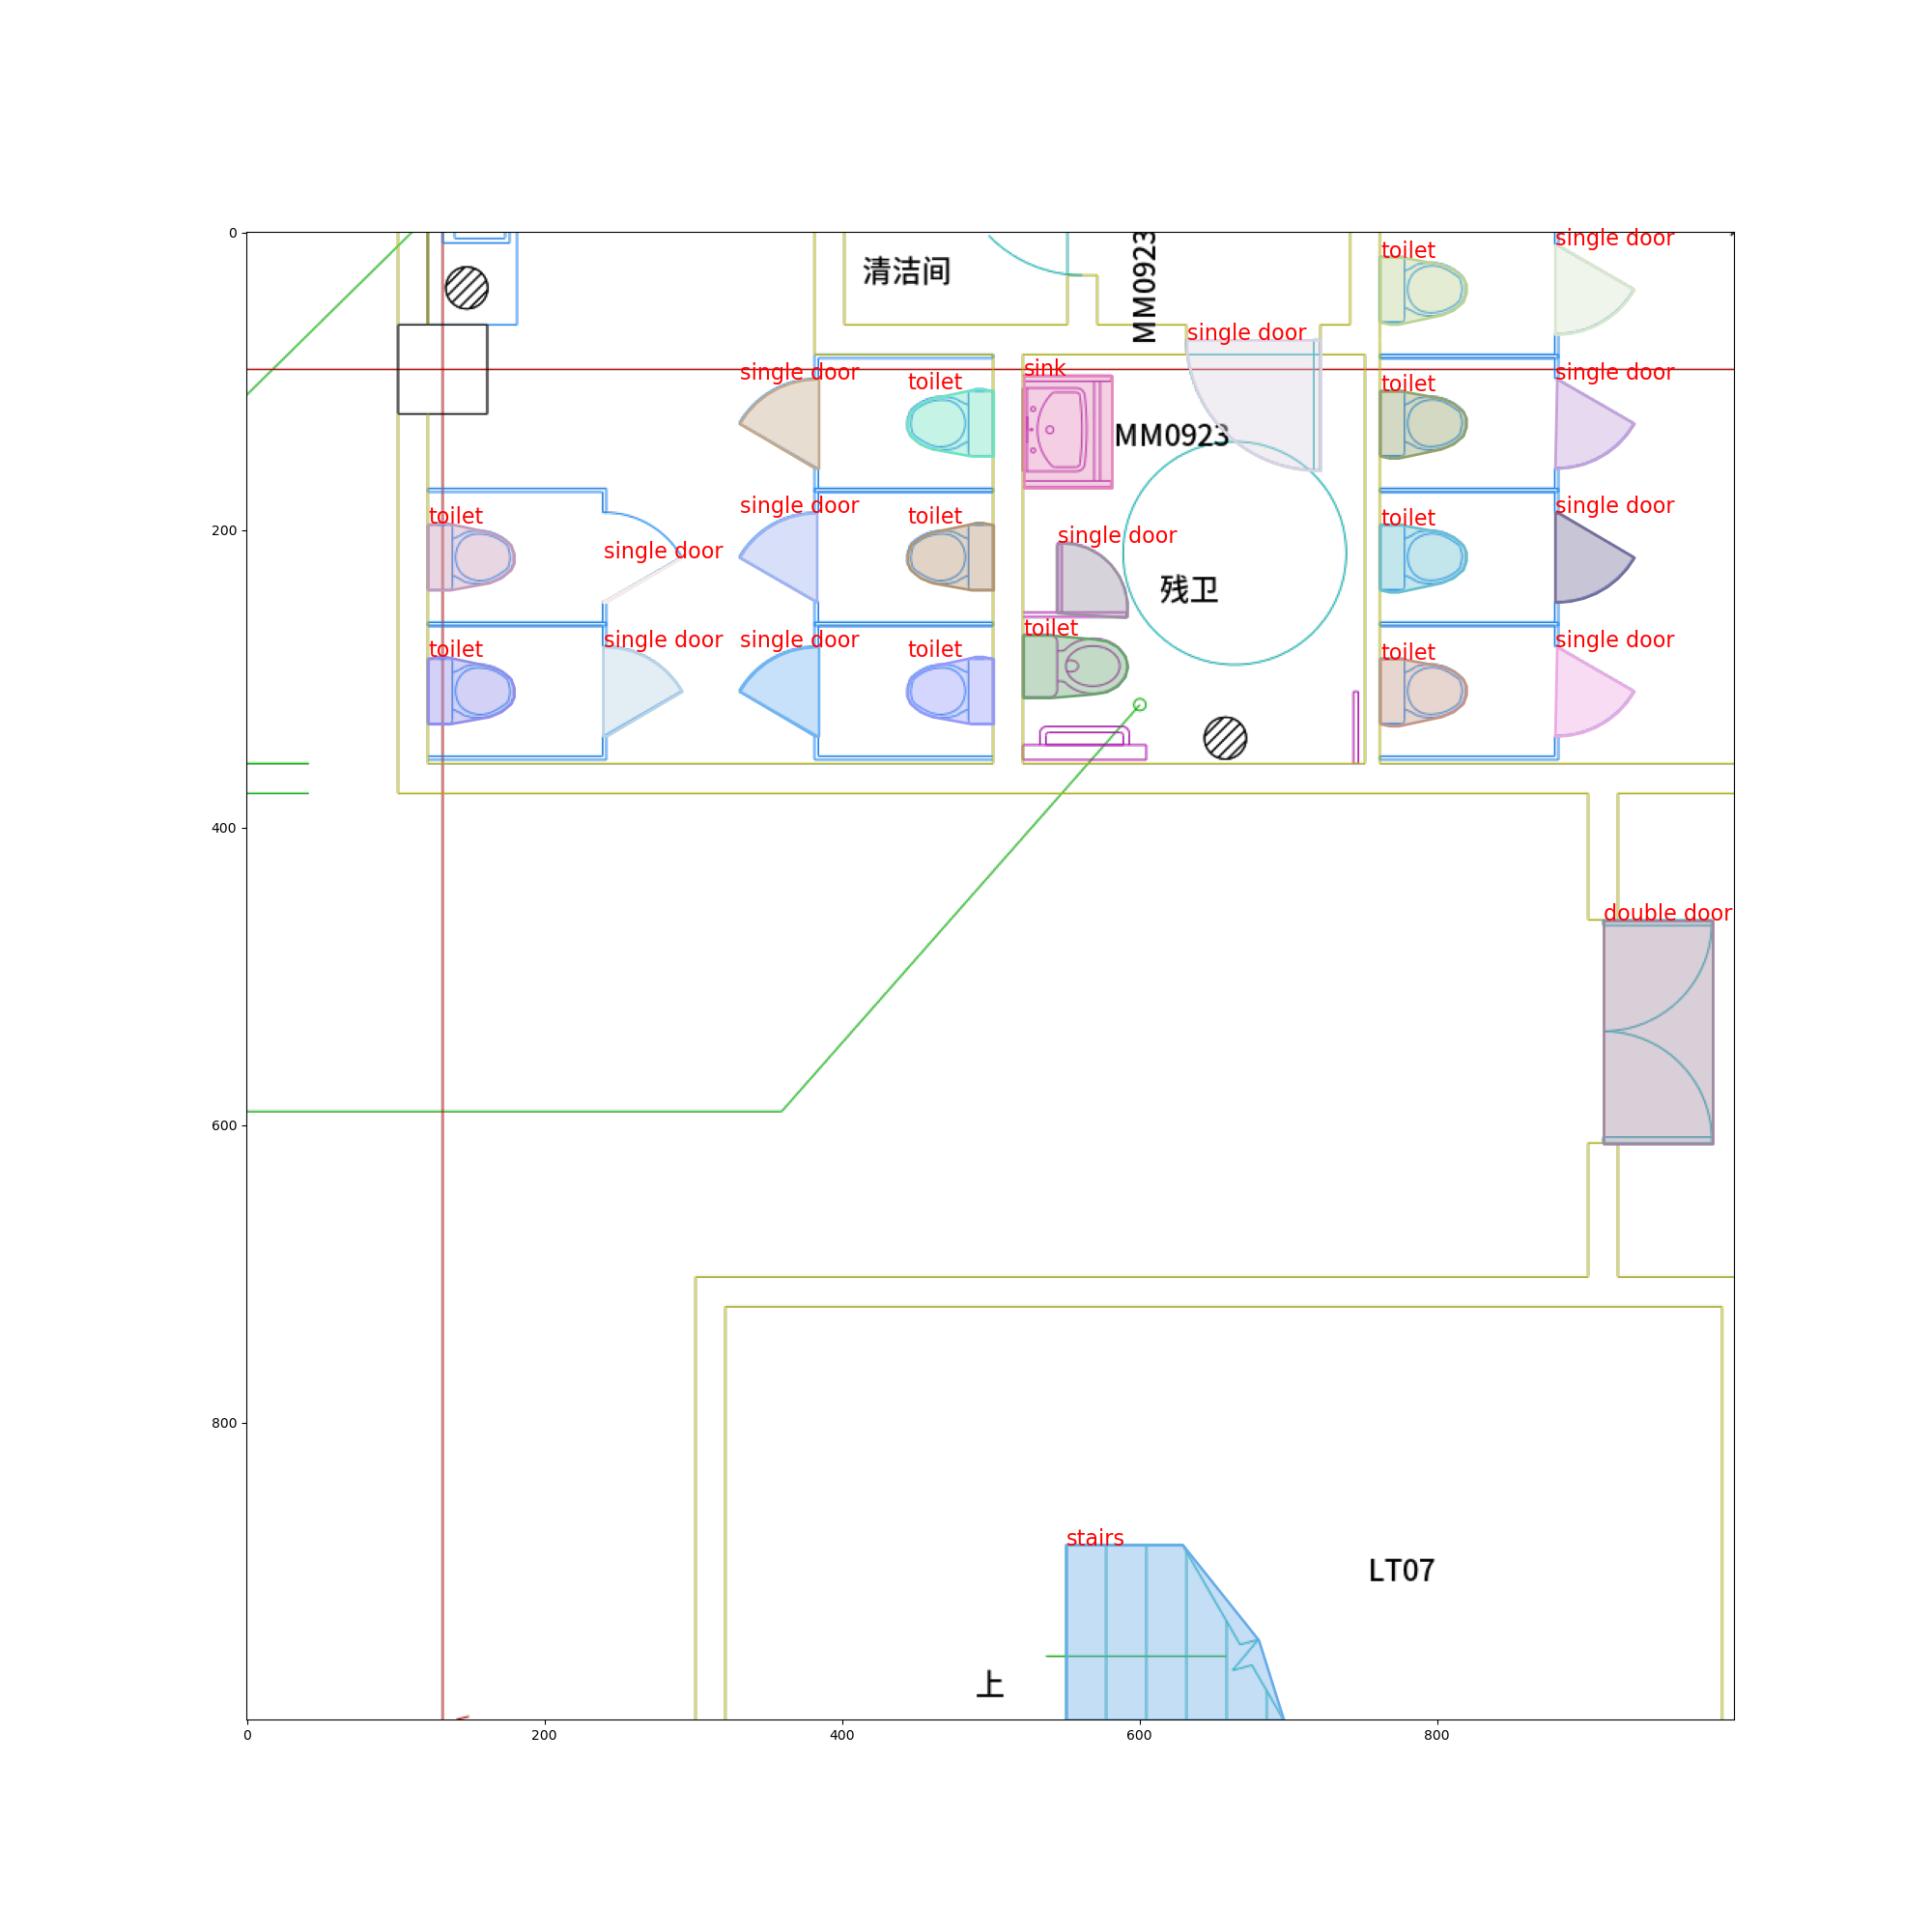 0
200
400
600
800
0
200
400
600
800
清洁间
MM0923
toilet
single door
single door
single door
toilet
sink
toilet
single door
MM0923
toilet
single door
single door
toilet
single door
toilet
single door
残卫
toilet
single door
single door
toilet
toilet
toilet
single door
double door
stairs
LT07
上